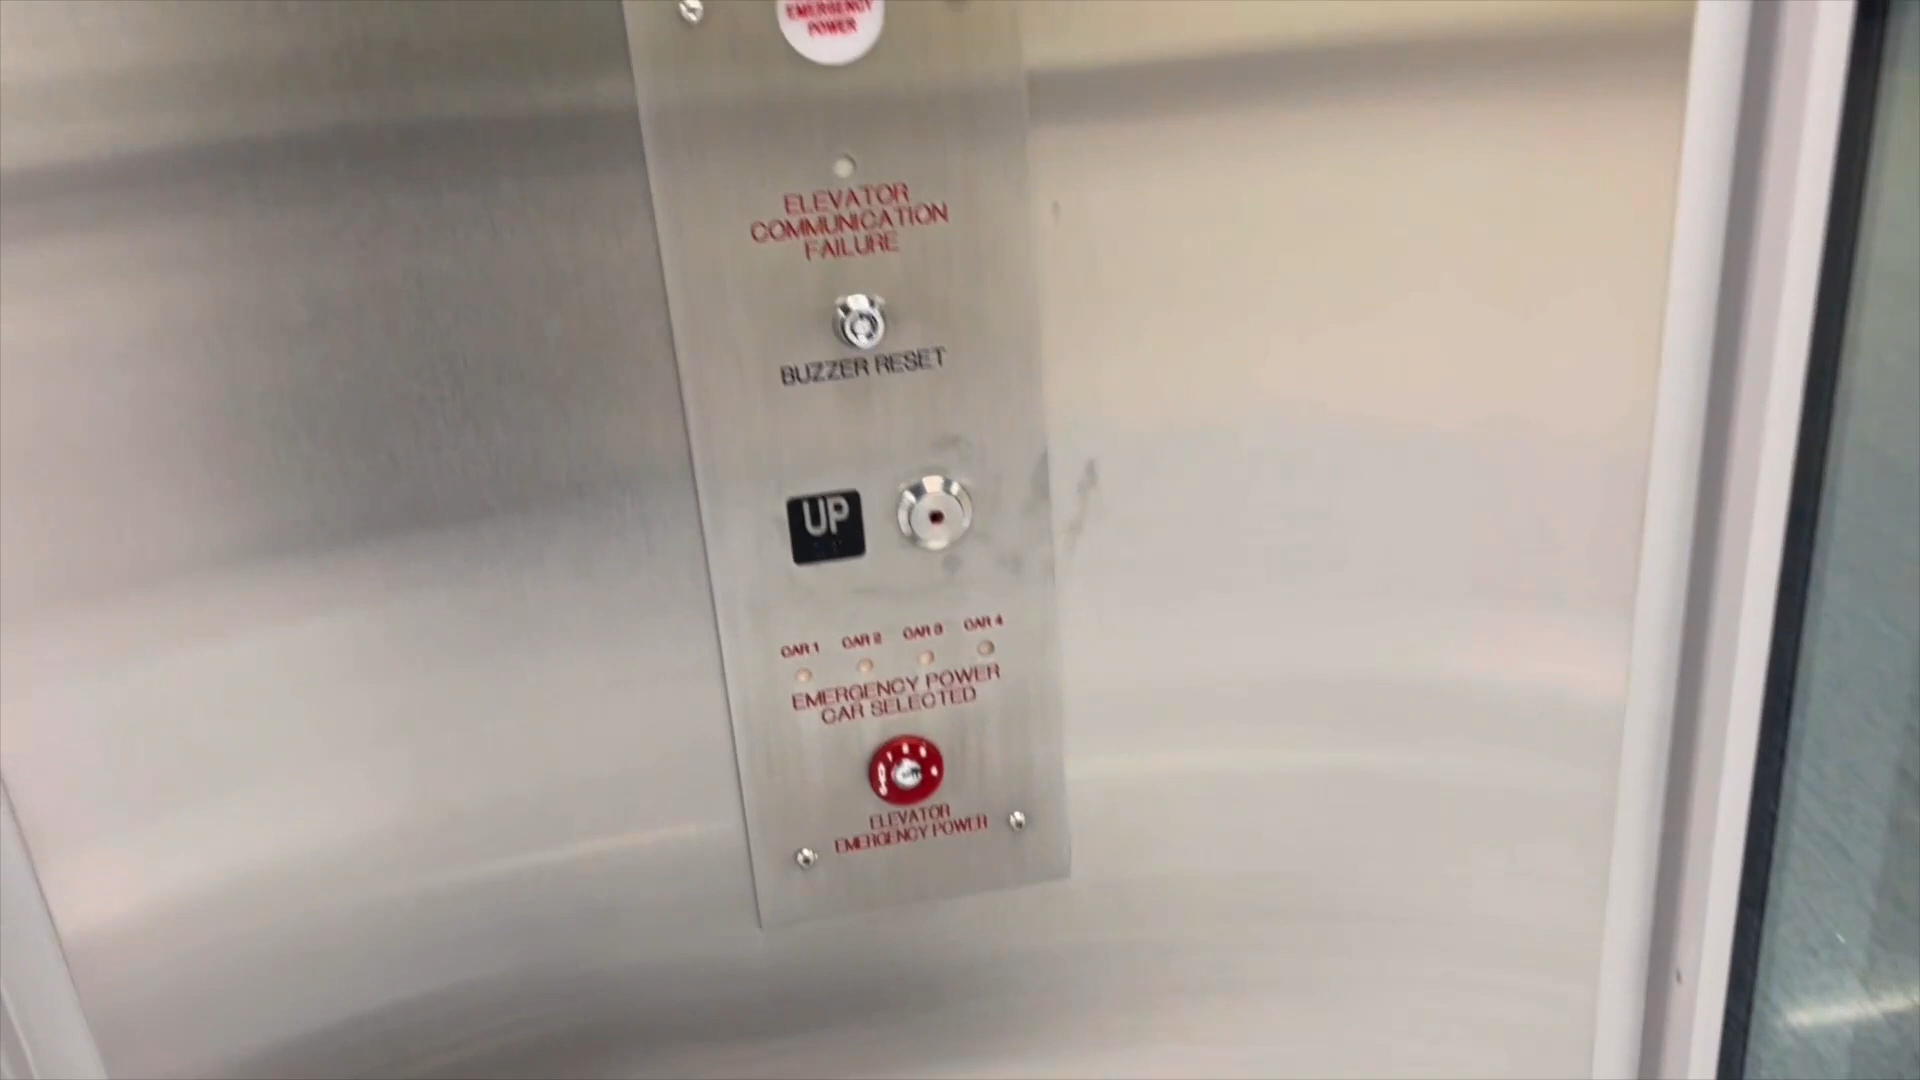 EMERGENCY
POWER
ELEVATOR
COMMUNICATION
FAILURE
BUZZER RESET
UP
CAR 1 CAR 2 CAR 3 CAR 4
EMERGENCY POWER
CAR SELECTED
ELEVATOR
EMERGENCY POWER